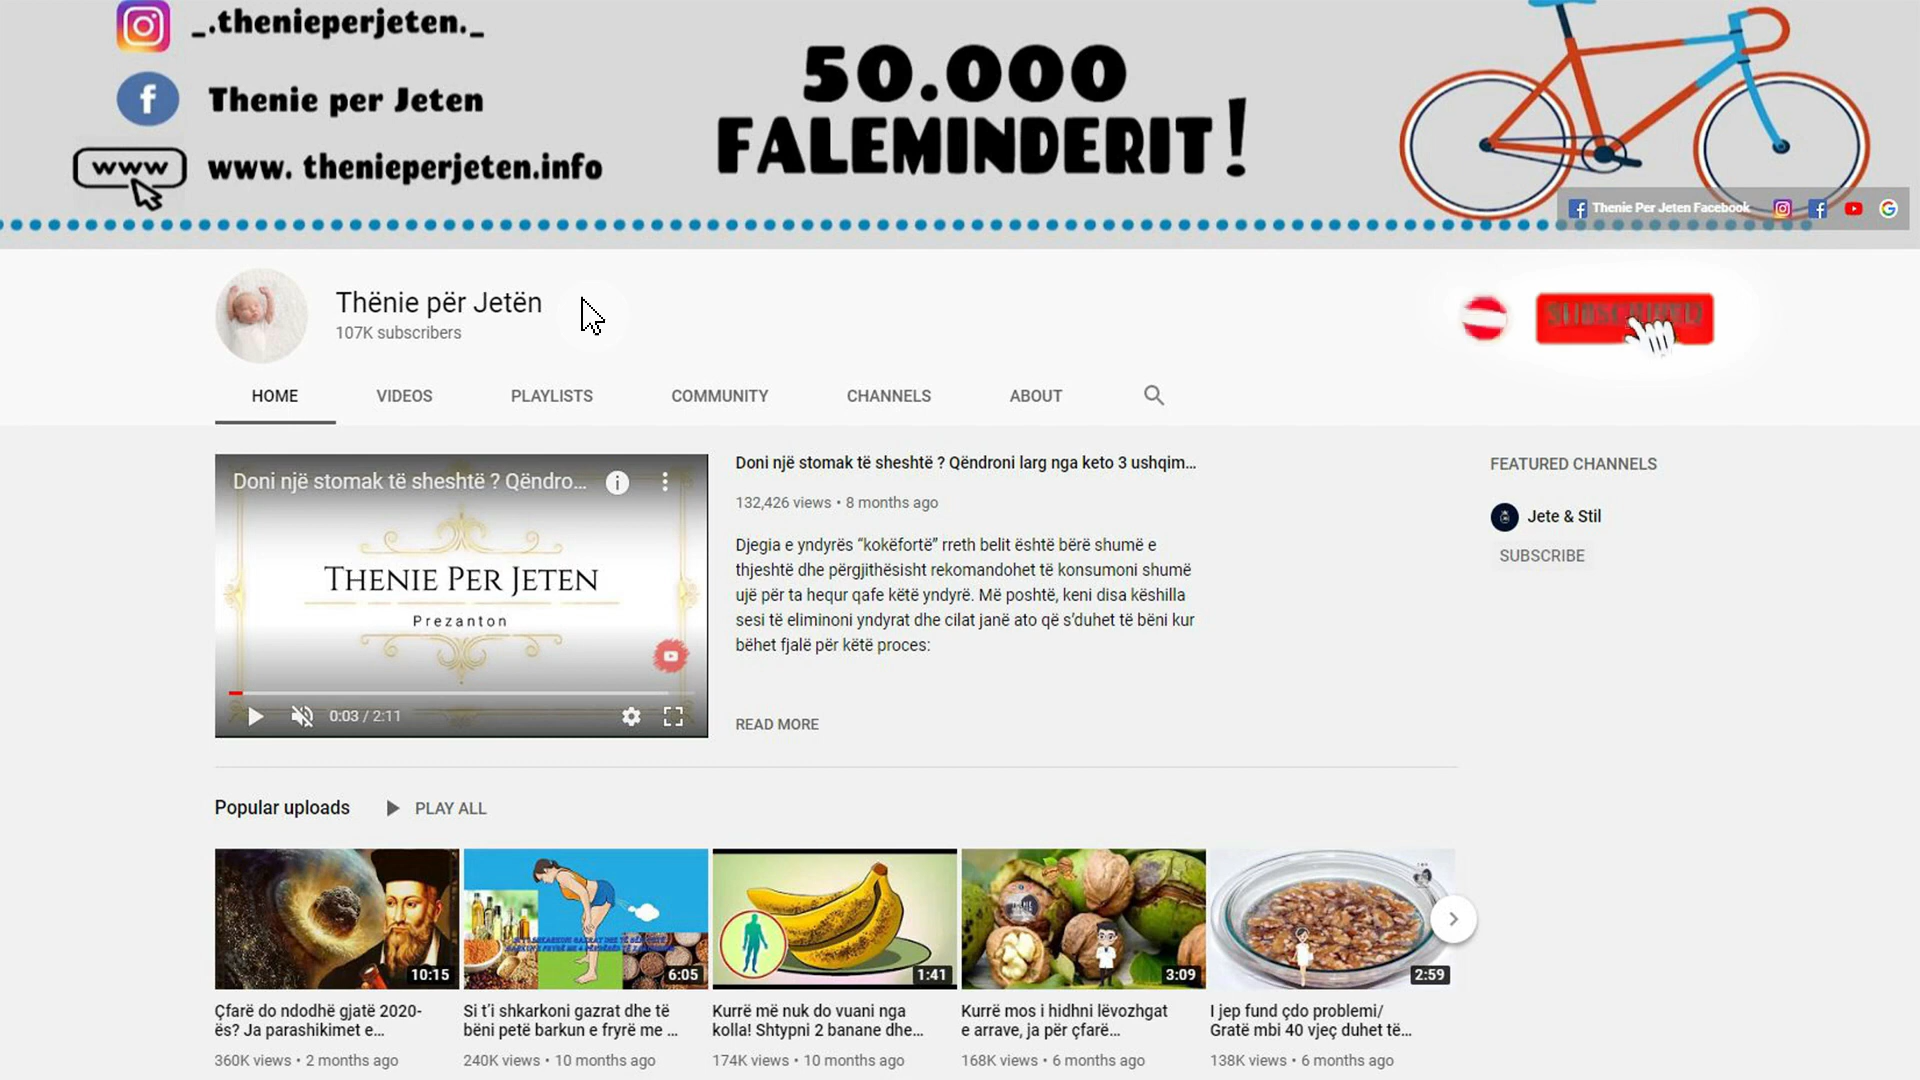 _.thenieperjeten._
50.000
FALEMINDERIT!
Thenie per Jeten
www
www. thenieperjeten.info
Thenie Per Jeten Facebook
Thënie për Jetën
107K subscribers
HOME
VIDEOS
PLAYLISTS
COMMUNITY
CHANNELS
ABOUT
Doni një stomak të sheshtë ? Qëndro...
THENIE PER JETEN
Prezanton
0:03 / 2:11
Doni një stomak të sheshtë ? Qëndroni larg nga keto 3 ushqim...
132,426 views • 8 months ago
Djegia e yndyrës “kokëfortë” rreth belit është bërë shumë e
thjeshtë dhe përgjithësisht rekomandohet të konsumoni shumë
ujë për ta hequr qafe këtë yndyrë. Më poshtë, keni disa këshilla
sesi të eliminoni yndyrat dhe cilat janë ato që s’duhet të bëni kur
bëhet fjalë për këtë proces:
READ MORE
FEATURED CHANNELS
Jete & Stil
SUBSCRIBE
Popular uploads
PLAY ALL
10:15
6:05
1:41
3:09
2:59
Çfarë do ndodhë gjatë 2020-
ës? Ja parashikimet e...
360K views • 2 months ago
Si t’i shkarkoni gazrat dhe të
bëni petë barkun e fryrë me ...
240K views • 10 months ago
Kurrë më nuk do vuani nga
kolla! Shtypni 2 banane dhe...
174K views • 10 months ago
Kurrë mos i hidhni lëvozhgat
e arrave, ja për çfarë...
168K views • 6 months ago
I jep fund çdo problemi/
Gratë mbi 40 vjeç duhet të...
138K views • 6 months ago